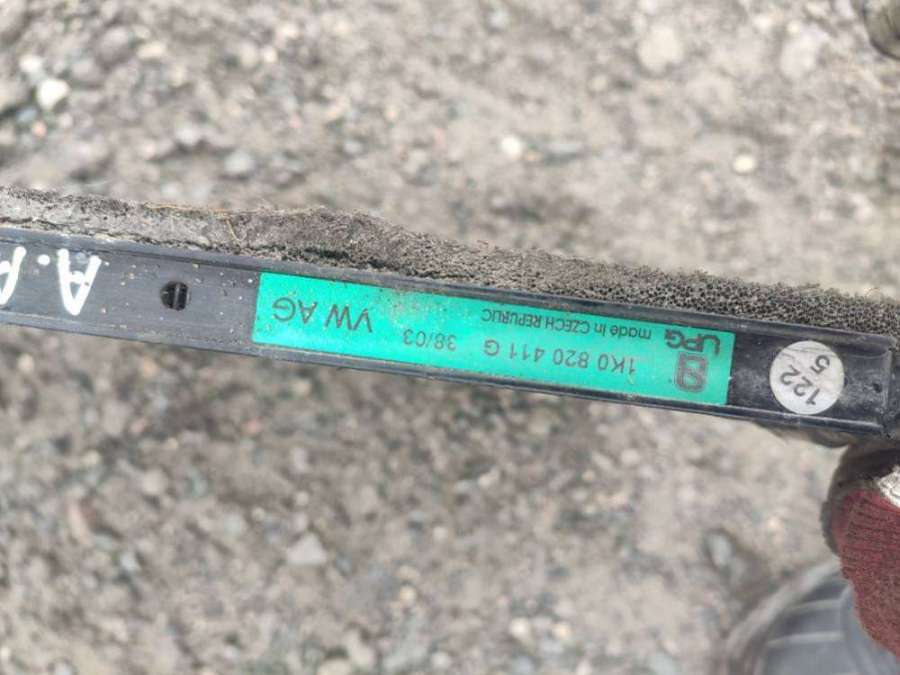 1K0 820 411 G 38/03
UPG made in CZECH REPUBLIC VW AG
122
5
A.